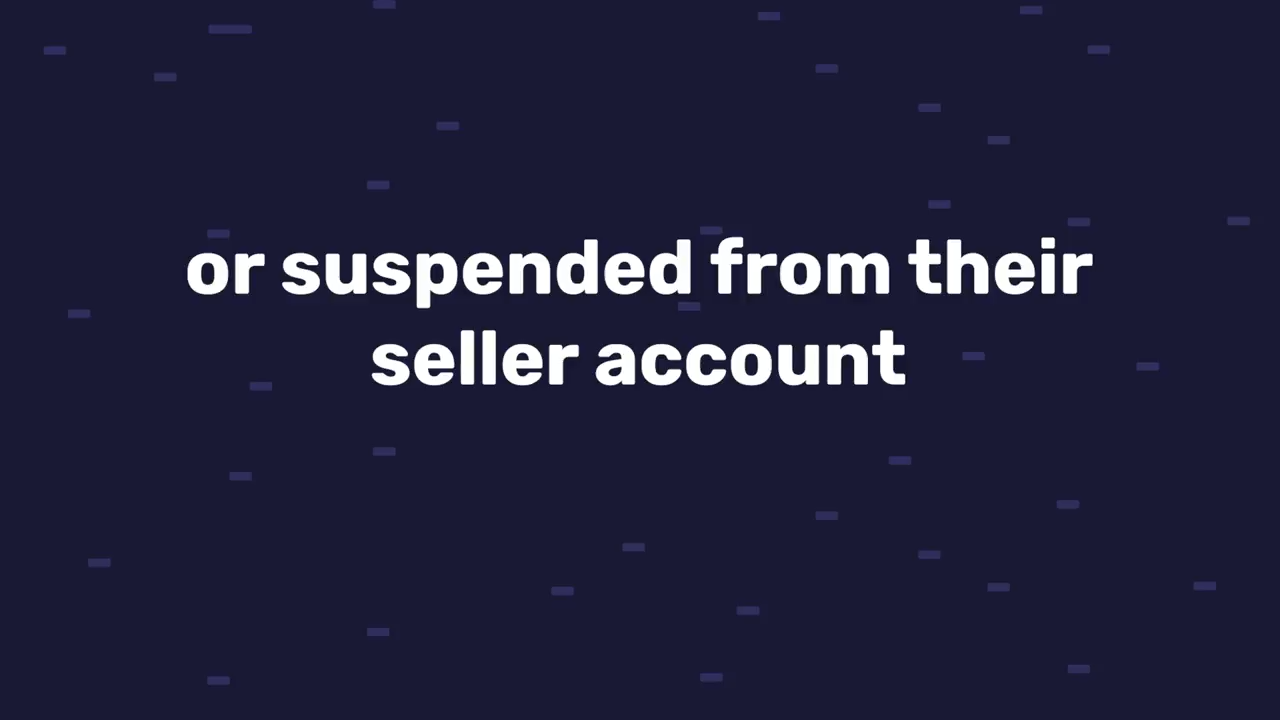 or suspended from their
seller account